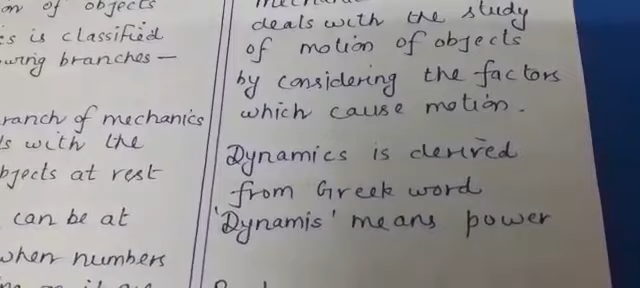 on of objects
s is classified
wing branches —
ranch of mechanics
s with the
bjects at rest
can be at
when numbers
deals with the study
of motion of objects
by considering the factors
which cause motion.
Dynamics is derived
from Greek word
'Dynamis' means power